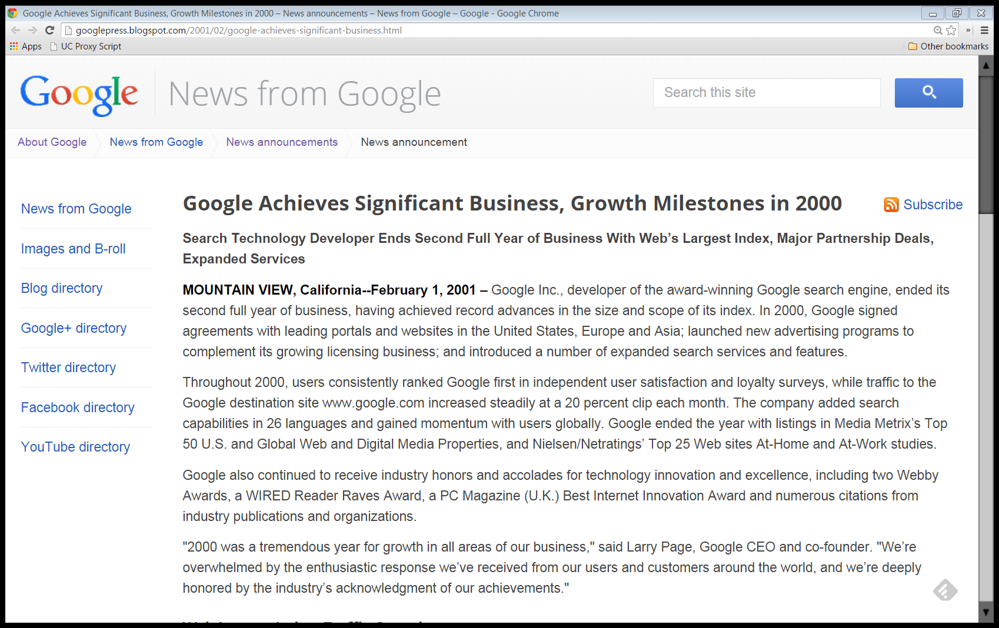 Google Achieves Significant Business, Growth Milestones in 2000 – News announcements – News from Google – Google - Google Chrome
googlepress.blogspot.com/2001/02/google-achieves-significant-business.html
»
Apps UC Proxy Script Other bookmarks
Google News from Google Search this site
About Google News from Google News announcements News announcement
News from Google
Images and B-roll
Blog directory
Google+ directory
Twitter directory
Facebook directory
YouTube directory
Google Achieves Significant Business, Growth Milestones in 2000
Subscribe
Search Technology Developer Ends Second Full Year of Business With Web’s Largest Index, Major Partnership Deals,
Expanded Services
MOUNTAIN VIEW, California--February 1, 2001 – Google Inc., developer of the award-winning Google search engine, ended its
second full year of business, having achieved record advances in the size and scope of its index. In 2000, Google signed
agreements with leading portals and websites in the United States, Europe and Asia; launched new advertising programs to
complement its growing licensing business; and introduced a number of expanded search services and features.
Throughout 2000, users consistently ranked Google first in independent user satisfaction and loyalty surveys, while traffic to the
Google destination site www.google.com increased steadily at a 20 percent clip each month. The company added search
capabilities in 26 languages and gained momentum with users globally. Google ended the year with listings in Media Metrix’s Top
50 U.S. and Global Web and Digital Media Properties, and Nielsen/Netratings’ Top 25 Web sites At-Home and At-Work studies.
Google also continued to receive industry honors and accolades for technology innovation and excellence, including two Webby
Awards, a WIRED Reader Raves Award, a PC Magazine (U.K.) Best Internet Innovation Award and numerous citations from
industry publications and organizations.
"2000 was a tremendous year for growth in all areas of our business," said Larry Page, Google CEO and co-founder. "We’re
overwhelmed by the enthusiastic response we’ve received from our users and customers around the world, and we’re deeply
honored by the industry’s acknowledgment of our achievements."